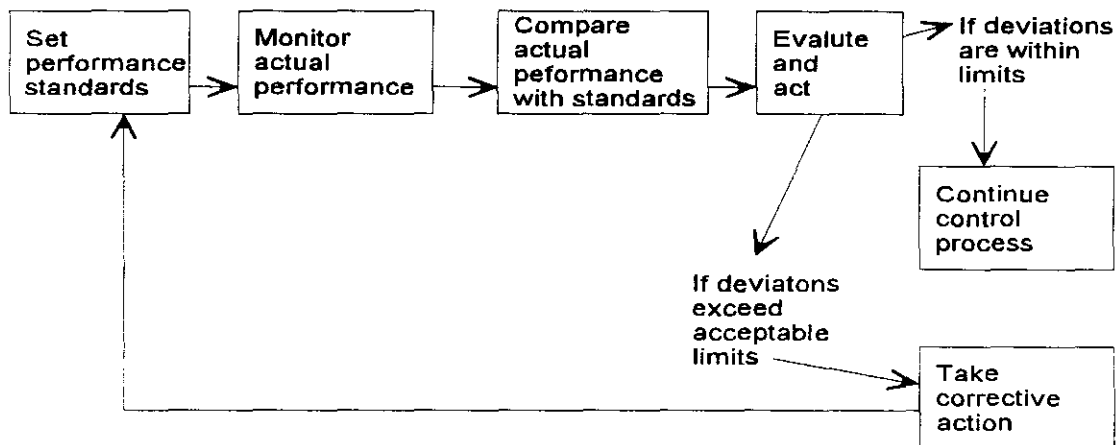 Set
performance
standards
Monitor
actual
performance
Compare
actual
peformance
with standards
Evaluate
and
act
If deviations
are within
limits
Continue
control
process
If deviatons
exceed
acceptable
limits
Take
corrective
action